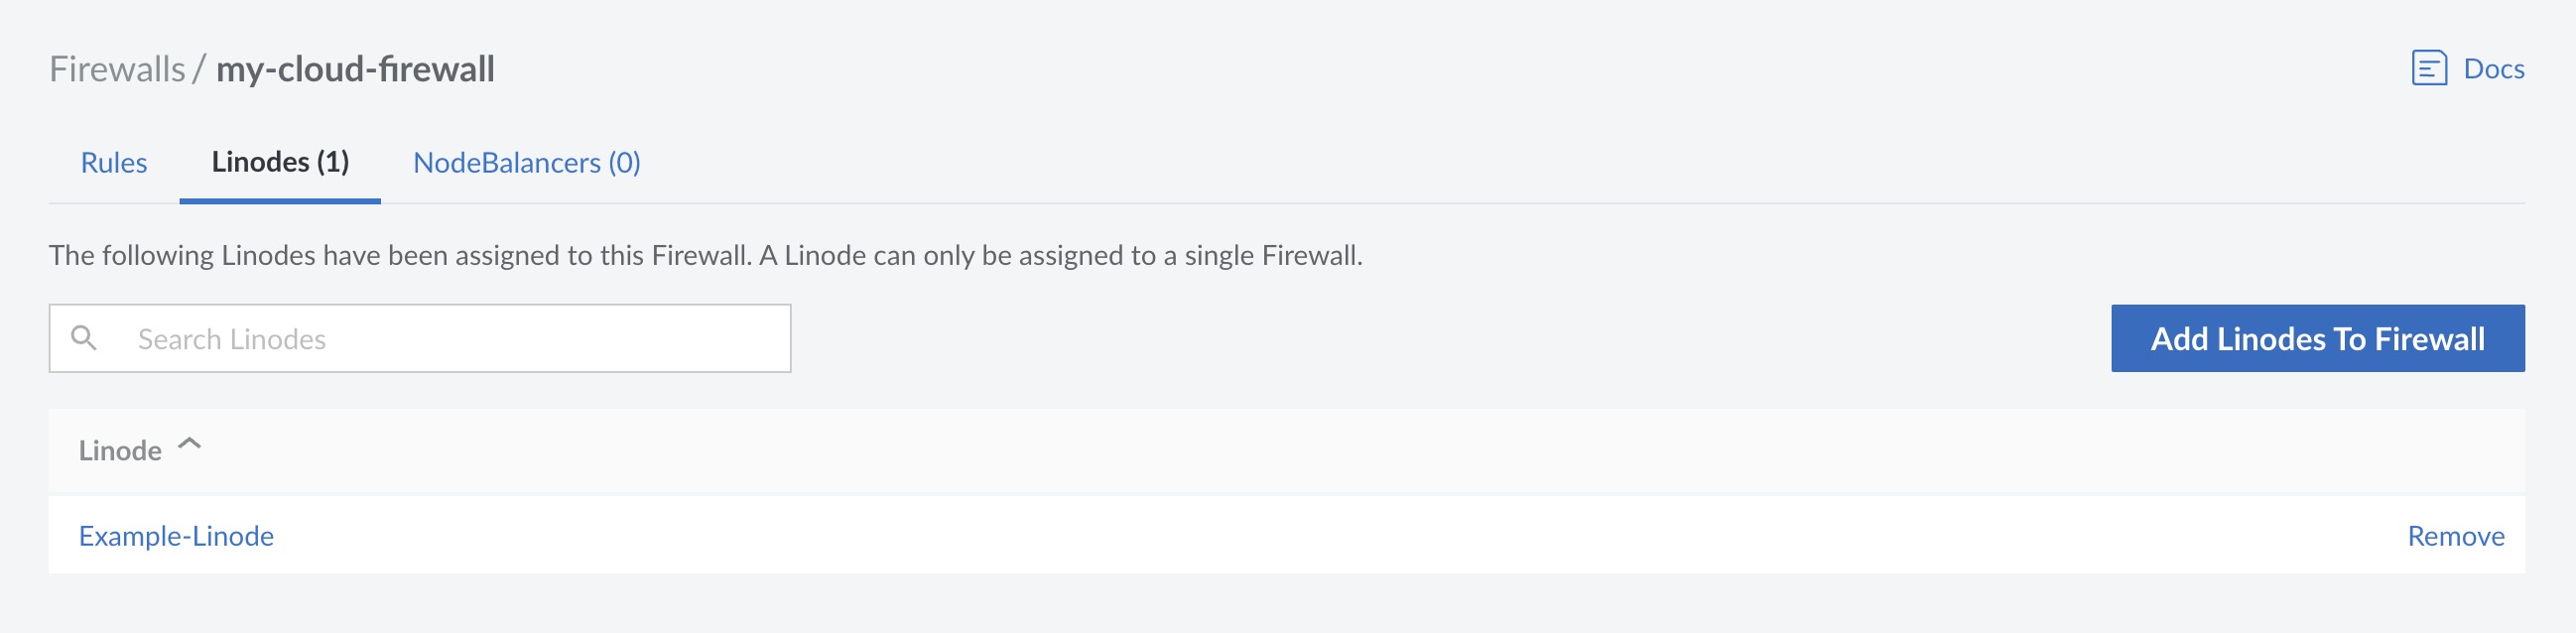 Firewalls / my-cloud-firewall
Docs
Rules
Linodes (1)
NodeBalancers (0)
The following Linodes have been assigned to this Firewall. A Linode can only be assigned to a single Firewall.
Search Linodes
Add Linodes To Firewall
Linode
Example-Linode
Remove